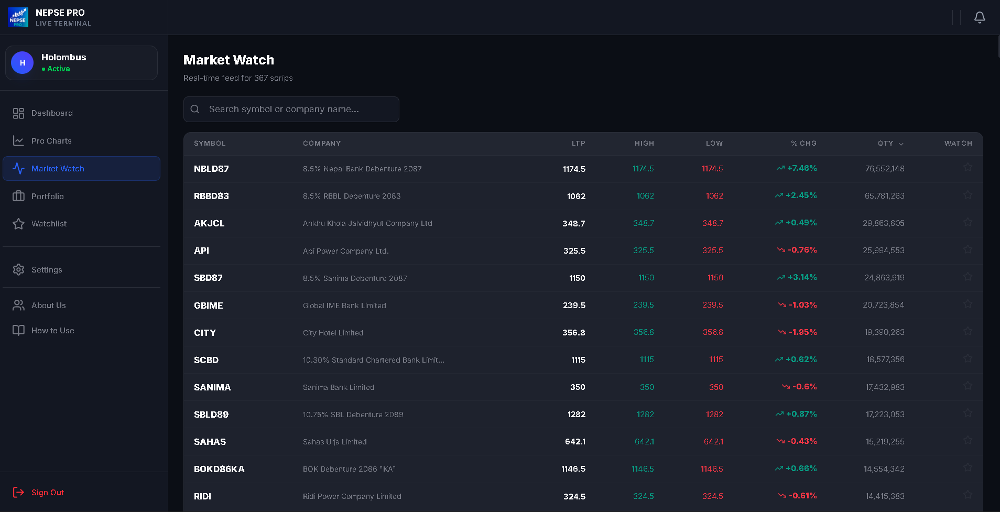 NEPSE PRO
LIVE TERMINAL
NEPSE
PRO
H
Holombus
• Active
Dashboard
Pro Charts
Market Watch
Portfolio
Watchlist
Settings
About Us
How to Use
Sign Out
Market Watch
Real-time feed for 367 scrips
Search symbol or company name...
SYMBOL COMPANY LTP HIGH LOW % CHG QTY WATCH
NBLD87 8.5% Nepal Bank Debenture 2087 1174.5 1174.5 1174.5 +7.46% 76,552,148
RBBD83 8.5% RBBL Debenture 2083 1062 1062 1062 +2.45% 65,781,263
AKJCL Ankhu Khola Jalvidhyut Company Ltd 348.7 348.7 348.7 +0.49% 29,863,805
API Api Power Company Ltd. 325.5 325.5 325.5 -0.76% 25,994,553
SBD87 8.5% Sanima Debenture 2087 1150 1150 1150 +3.14% 24,863,919
GBIME Global IME Bank Limited 239.5 239.5 239.5 -1.03% 20,723,854
CITY City Hotel Limited 356.8 356.8 356.8 -1.95% 19,390,263
SCBD 10.30% Standard Chartered Bank Limit... 1115 1115 1115 +0.62% 18,577,356
SANIMA Sanima Bank Limited 350 350 350 -0.6% 17,432,983
SBLD89 10.75% SBL Debenture 2089 1282 1282 1282 +0.87% 17,223,053
SAHAS Sahas Urja Limited 642.1 642.1 642.1 -0.43% 15,219,255
BOKD86KA BOK Debenture 2086 "KA" 1146.5 1146.5 1146.5 +0.66% 14,554,342
RIDI Ridi Power Company Limited 324.5 324.5 324.5 -0.61% 14,415,383